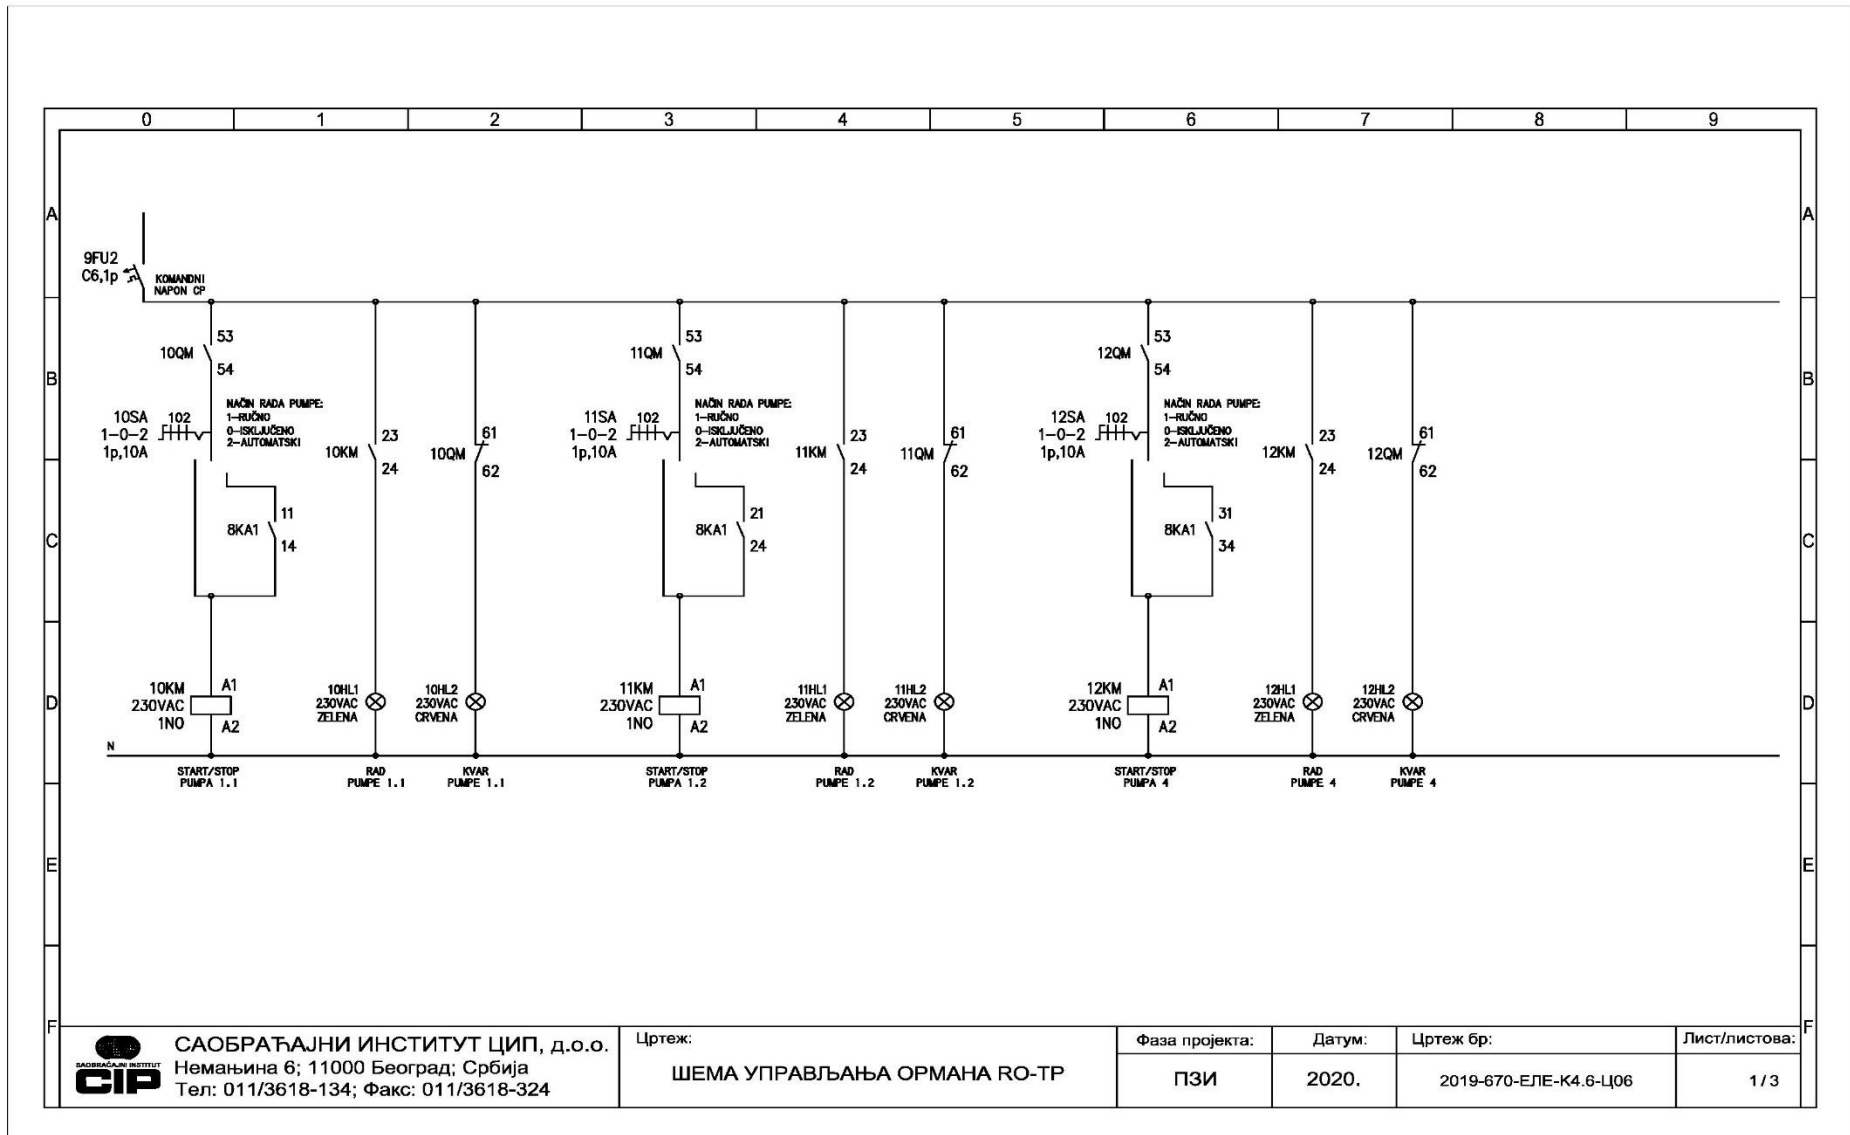 0 1 2 3 4 5 6 7 8 9
A A
9FU2
C6,1p
KOMANDNI
NAPON CP
53 53 53
10QM 11QM 12QM
54 54 54
B B
NAČIN RADA PUMPE: NAČIN RADA PUMPE: NAČIN RADA PUMPE:
10SA 102 1-RUČNO 11SA 102 1-RUČNO 12SA 102 1-RUČNO
1-0-2 0-ISKLJUČENO 23 61 1-0-2 0-ISKLJUČENO 23 61 1-0-2 0-ISKLJUČENO 23 61
1p,10A 2-AUTOMATSKI 10KM 10QM 1p,10A 2-AUTOMATSKI 11KM 11QM 1p,10A 2-AUTOMATSKI 12KM 12QM
24 62 24 62 24 62
11 21 31
8KA1 8KA1 8KA1
14 24 34
C C
10KM A1 10HL1 10HL2 11KM A1 11HL1 11HL2 12KM A1 12HL1 12HL2
D 230VAC 230VAC 230VAC 230VAC 230VAC 230VAC 230VAC 230VAC 230VAC D
1NO A2 ZELENA CRVENA 1NO A2 ZELENA CRVENA 1NO A2 ZELENA CRVENA
N
START/STOP RAD KVAR START/STOP RAD KVAR START/STOP RAD KVAR
PUMPA 1.1 PUMPE 1.1 PUMPE 1.1 PUMPA 1.2 PUMPE 1.2 PUMPE 1.2 PUMPA 4 PUMPE 4 PUMPE 4
E E
F F
SAOBRAĆAJNI INSTITUT
CIP
САОБРАЋАЈНИ ИНСТИТУТ ЦИП, д.о.о.
Немањина 6; 11000 Београд; Србија
Тел: 011/3618-134; Факс: 011/3618-324
Цртеж:
ШЕМА УПРАВЉАЊА ОРМАНА RO-TP
Фаза пројекта:
ПЗИ
Датум:
2020.
Цртеж бр:
2019-670-ЕЛЕ-К4.6-Ц06
Лист/листова:
1/3